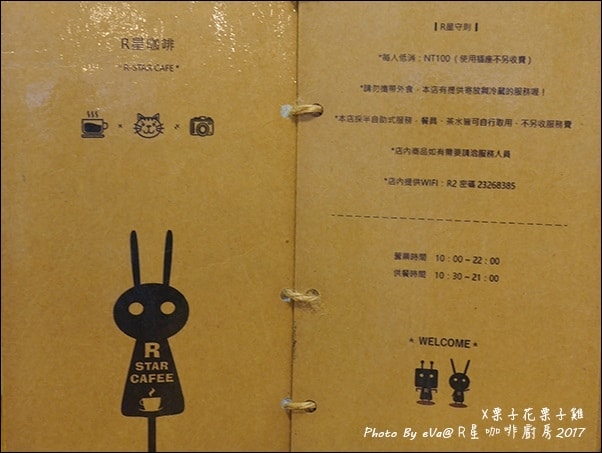 R星咖啡
*R-STAR CAFE*
R
STAR
CAFEE
【R星守則】
*每人低消：NT100（使用插座不另收費）
*請勿攜帶外食，本店有提供寄放與冷藏的服務喔！
*本店採半自助式服務，餐具、茶水皆可自行取用，不另收服務費
*店內商品如有需要請洽服務人員
*店內提供WIFI：R2 密碼 23268385
營業時間 10：00－22：00
供餐時間 10：30－21：00
* WELCOME *
X栗子花栗子雞
Photo By eVa@R星咖啡廚房2017